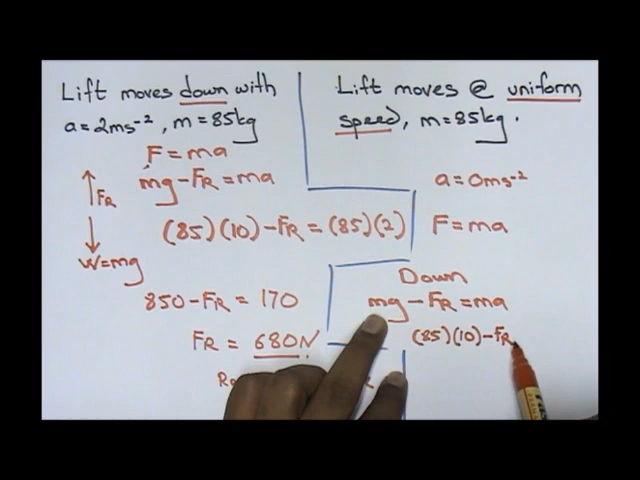 Lift moves down with
a = 2ms⁻², m = 85kg
F = ma
mg - FR = ma
FR
(85)(10) - FR = (85)(2)
W = mg
850 - FR = 170
FR = 680N
Lift moves @ uniform
speed, m = 85kg.
a = 0ms⁻²
F = ma
Down
mg - FR = ma
(85)(10) - FR